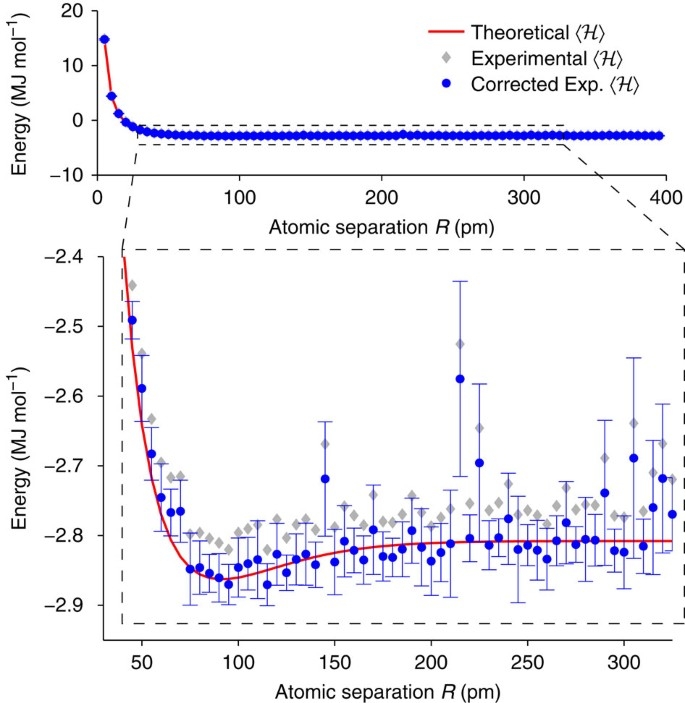 20
10
0
−10
Energy (MJ mol⁻¹)
Theoretical ⟨ℋ⟩
Experimental ⟨ℋ⟩
Corrected Exp. ⟨ℋ⟩
0 100 200 300 400
Atomic separation R (pm)
−2.4
−2.5
−2.6
−2.7
−2.8
−2.9
Energy (MJ mol⁻¹)
50 100 150 200 250 300
Atomic separation R (pm)